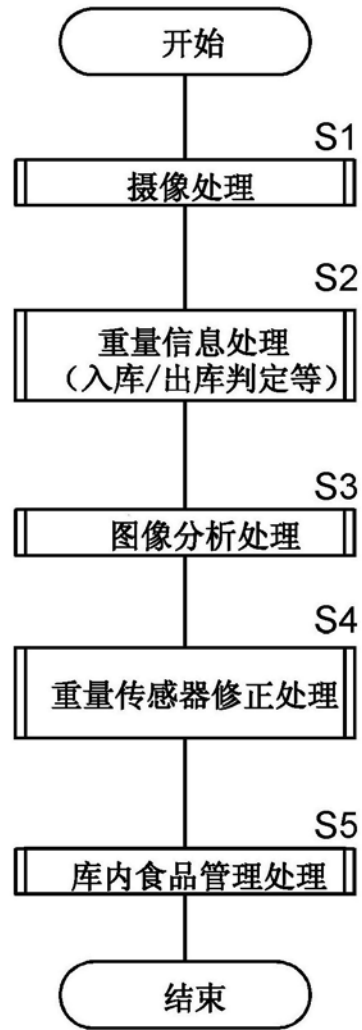 开始
S1
摄像处理
S2
重量信息处理
（入库/出库判定等）
S3
图像分析处理
S4
重量传感器修正处理
S5
库内食品管理处理
结束